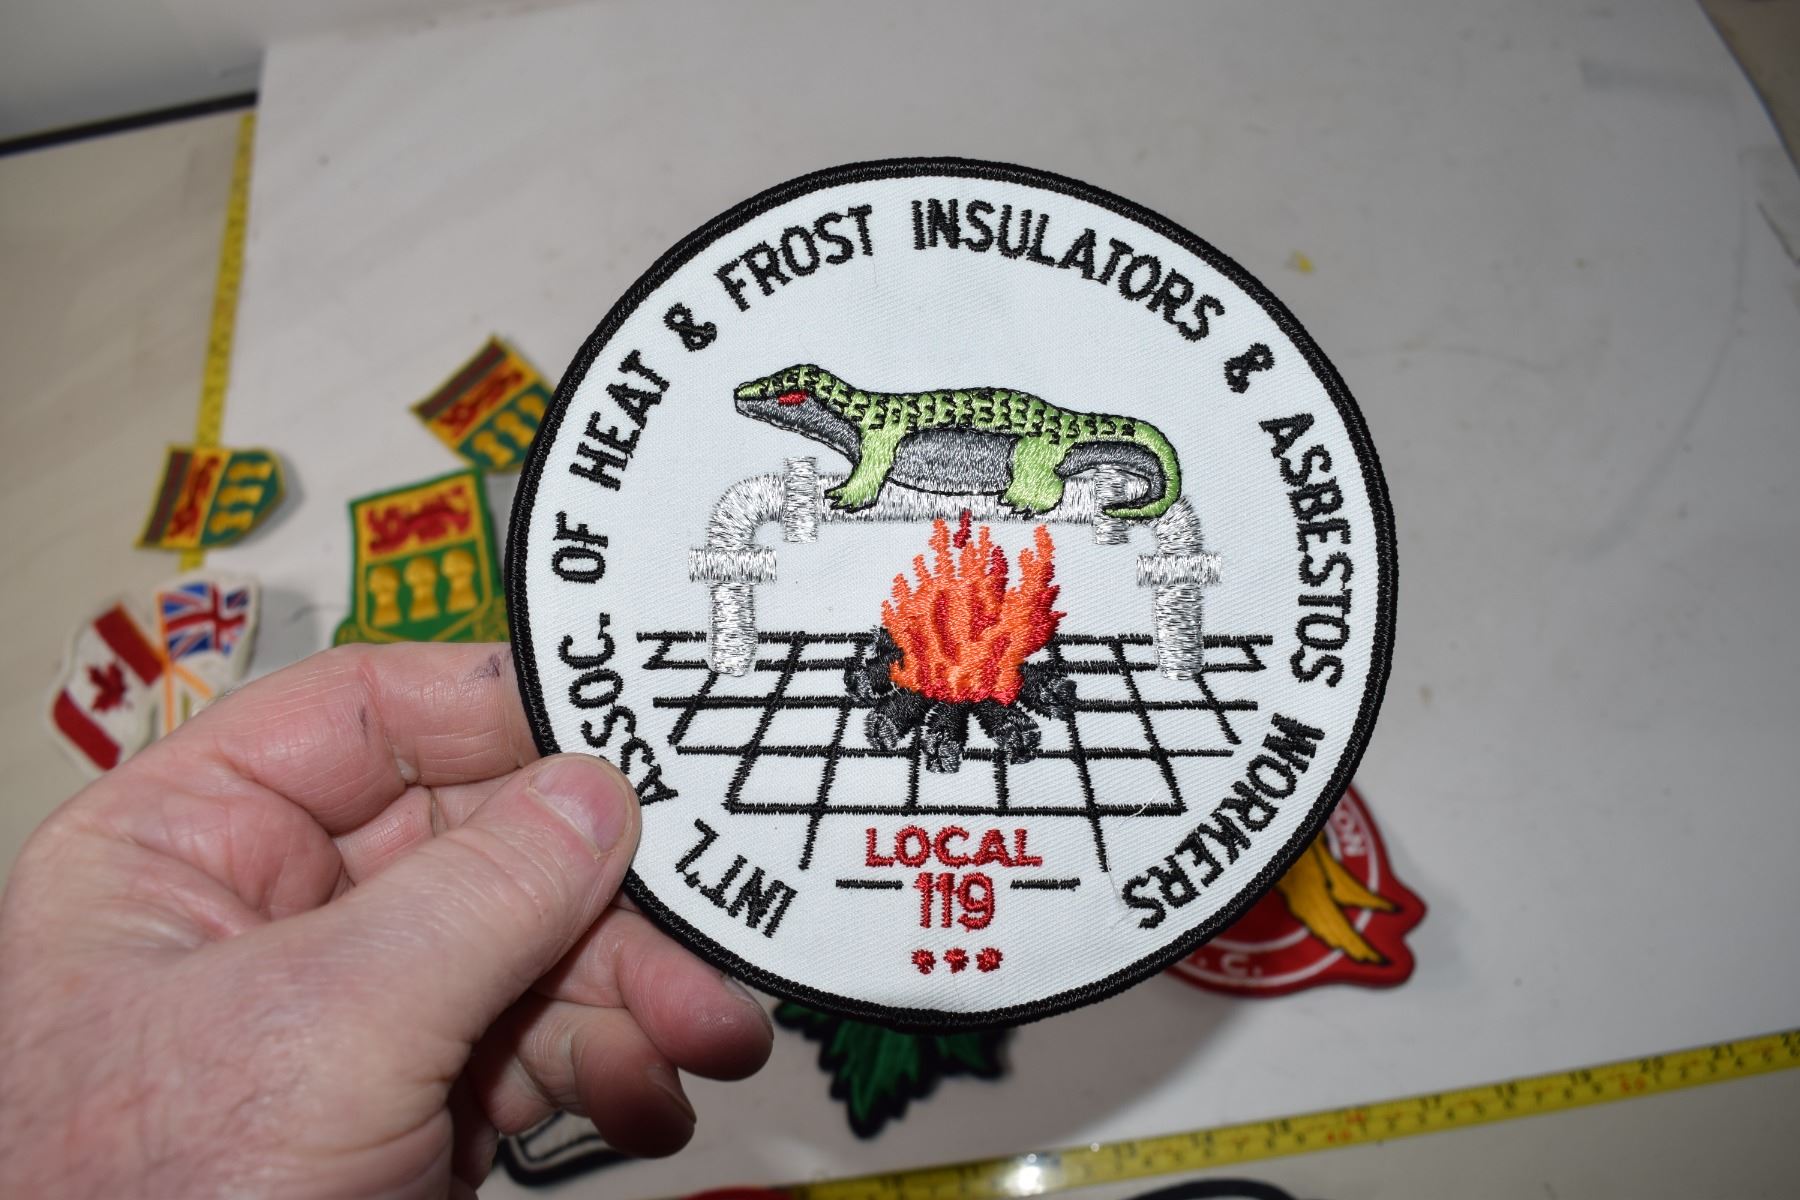 INT'L ASSOC. OF HEAT & FROST INSULATORS & ASBESTOS WORKERS
LOCAL
119